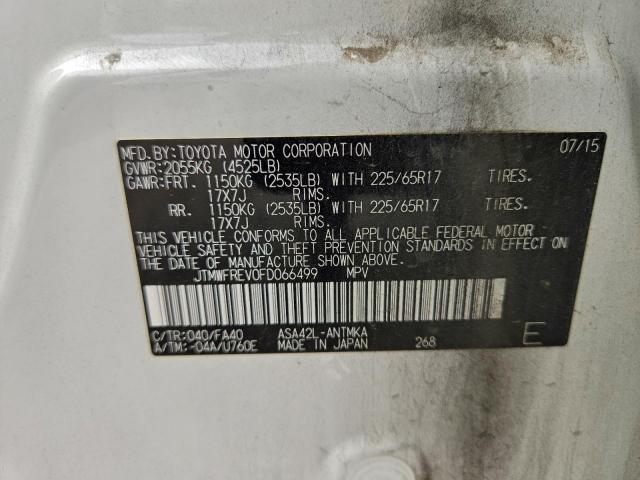 MFD.BY:TOYOTA MOTOR CORPORATION 07/15
GVWR:2055KG (4525LB)
GAWR:FRT. 1150KG (2535LB) WITH 225/65R17 TIRES.
17X7J RIMS.
RR. 1150KG (2535LB) WITH 225/65R17 TIRES.
17X7J RIMS.
THIS VEHICLE CONFORMS TO ALL APPLICABLE FEDERAL MOTOR
VEHICLE SAFETY AND THEFT PREVENTION STANDARDS IN EFFECT ON
THE DATE OF MANUFACTURE SHOWN ABOVE.
JTMWFREV0FD066499 MPV
C/TR:040/FA40 ASA42L-ANTMKA
A/TM:-04A/U760E MADE IN JAPAN 268 E